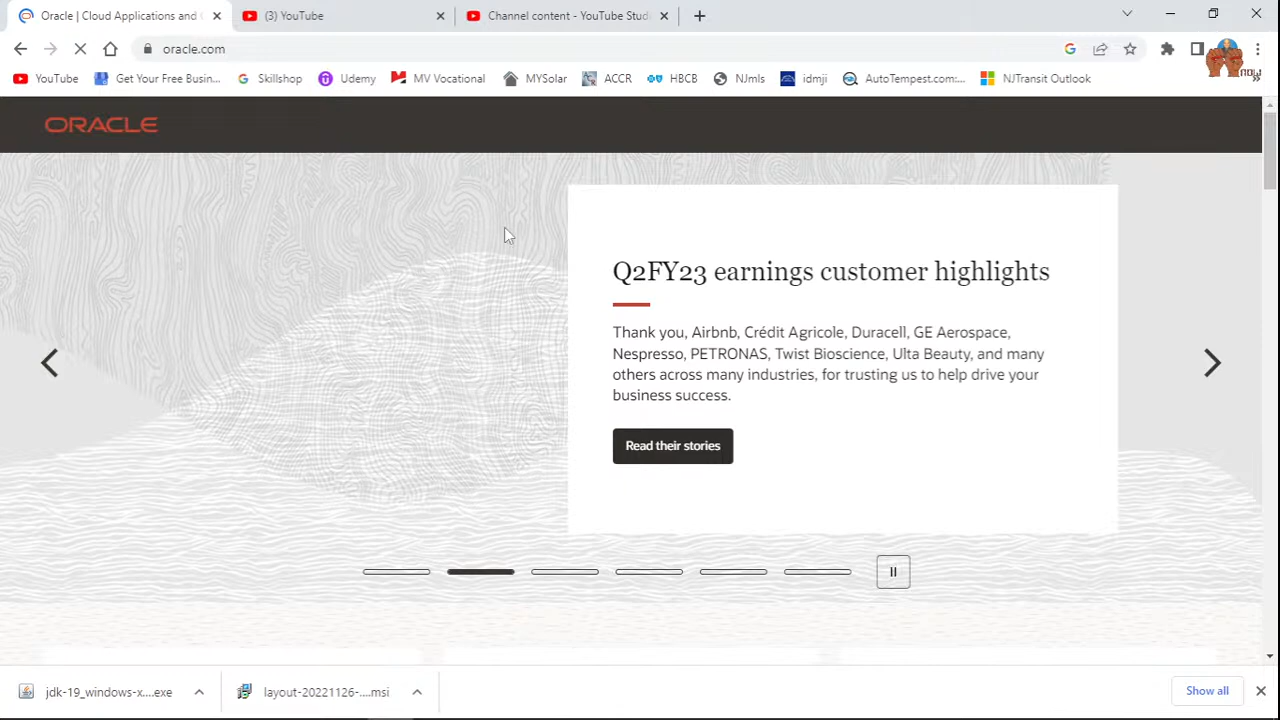 Oracle | Cloud Applications and
(3) YouTube
Channel content - YouTube Stud
oracle.com
YouTube
Get Your Free Busin...
Skillshop
Udemy
MV Vocational
MYSolar
ACCR
HBCB
NJmls
idmji
AutoTempest.com:...
NJTransit Outlook
ORACLE
Q2FY23 earnings customer highlights
Thank you, Airbnb, Crédit Agricole, Duracell, GE Aerospace,
Nespresso, PETRONAS, Twist Bioscience, Ulta Beauty, and many
others across many industries, for trusting us to help drive your
business success.
Read their stories
jdk-19_windows-x....exe
layout-20221126-....msi
Show all